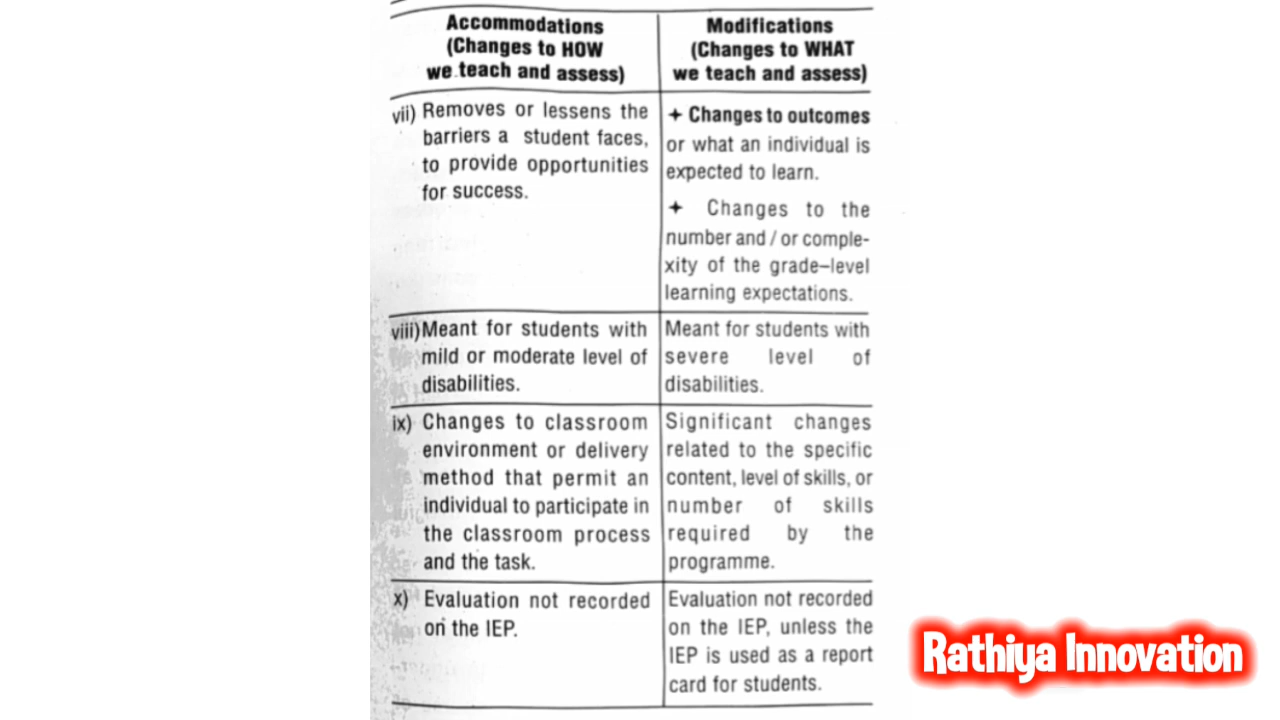 Accommodations
(Changes to HOW
we teach and assess)
Modifications
(Changes to WHAT
we teach and assess)
vii) Removes or lessens the
barriers a student faces,
to provide opportunities
for success.
+ Changes to outcomes
or what an individual is
expected to learn.
+ Changes to the
number and / or comple-
xity of the grade–level
learning expectations.
viii) Meant for students with
mild or moderate level of
disabilities.
Meant for students with
severe level of
disabilities.
ix) Changes to classroom
environment or delivery
method that permit an
individual to participate in
the classroom process
and the task.
Significant changes
related to the specific
content, level of skills, or
number of skills
required by the
programme.
x) Evaluation not recorded
on the IEP.
Evaluation not recorded
on the IEP, unless the
IEP is used as a report
card for students.
Rathiya Innovation